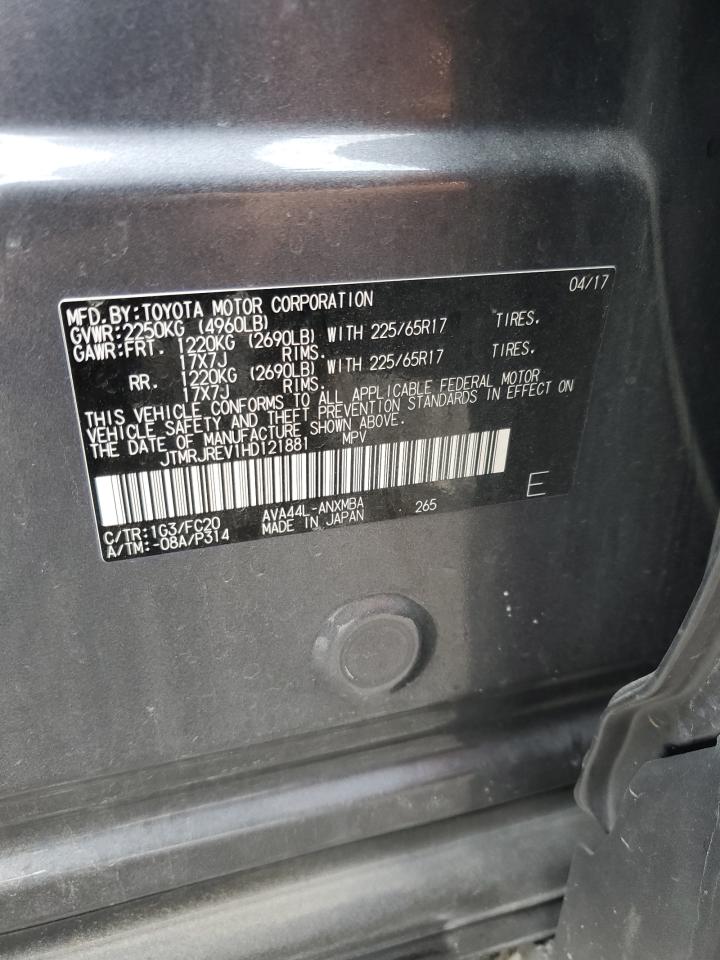 04/17
MFD.BY:TOYOTA MOTOR CORPORATION
GVWR:2250KG (4960LB)
GAWR:FRT. 1220KG (2690LB) WITH 225/65R17 TIRES.
17X7J RIMS.
RR. 1220KG (2690LB) WITH 225/65R17 TIRES.
17X7J RIMS.
THIS VEHICLE CONFORMS TO ALL APPLICABLE FEDERAL MOTOR
VEHICLE SAFETY AND THEFT PREVENTION STANDARDS IN EFFECT ON
THE DATE OF MANUFACTURE SHOWN ABOVE.
JTMRJREV1HD121881 MPV
E
C/TR:1G3/FC20 AVA44L-ANXMBA 265
A/TM:-08A/P314 MADE IN JAPAN